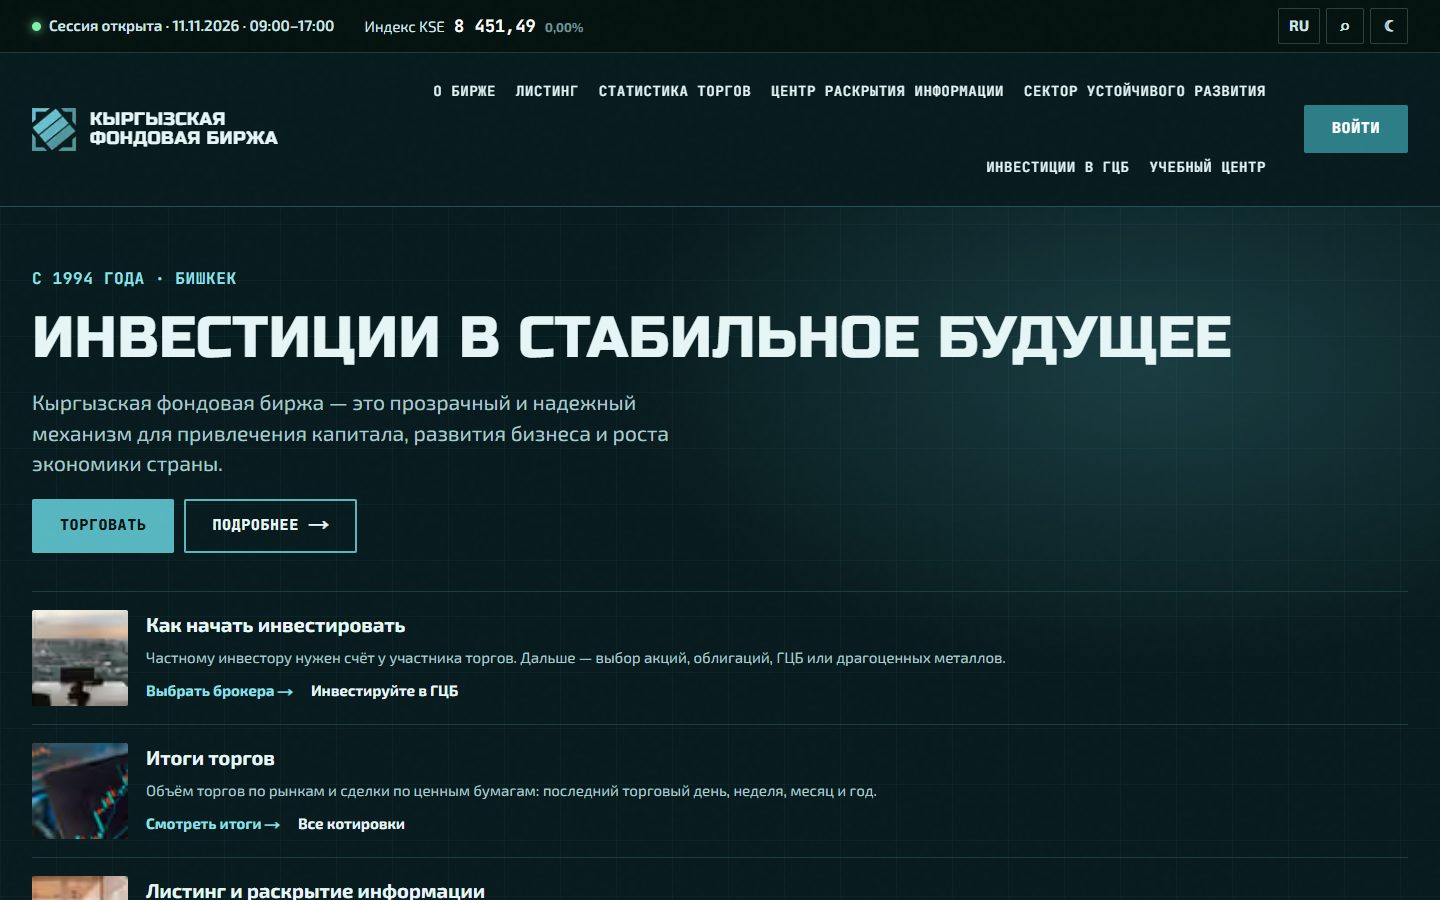 Сессия открыта · 11.11.2026 · 09:00–17:00
Индекс KSE 8 451,49 0,00%
RU
КЫРГЫЗСКАЯ
ФОНДОВАЯ БИРЖА
О БИРЖЕ ЛИСТИНГ СТАТИСТИКА ТОРГОВ ЦЕНТР РАСКРЫТИЯ ИНФОРМАЦИИ СЕКТОР УСТОЙЧИВОГО РАЗВИТИЯ
ИНВЕСТИЦИИ В ГЦБ УЧЕБНЫЙ ЦЕНТР
ВОЙТИ
С 1994 ГОДА · БИШКЕК
ИНВЕСТИЦИИ В СТАБИЛЬНОЕ БУДУЩЕЕ
Кыргызская фондовая биржа — это прозрачный и надежный
механизм для привлечения капитала, развития бизнеса и роста
экономики страны.
ТОРГОВАТЬ
ПОДРОБНЕЕ →
Как начать инвестировать
Частному инвестору нужен счёт у участника торгов. Дальше — выбор акций, облигаций, ГЦБ или драгоценных металлов.
Выбрать брокера → Инвестируйте в ГЦБ
Итоги торгов
Объём торгов по рынкам и сделки по ценным бумагам: последний торговый день, неделя, месяц и год.
Смотреть итоги → Все котировки
Листинг и раскрытие информации